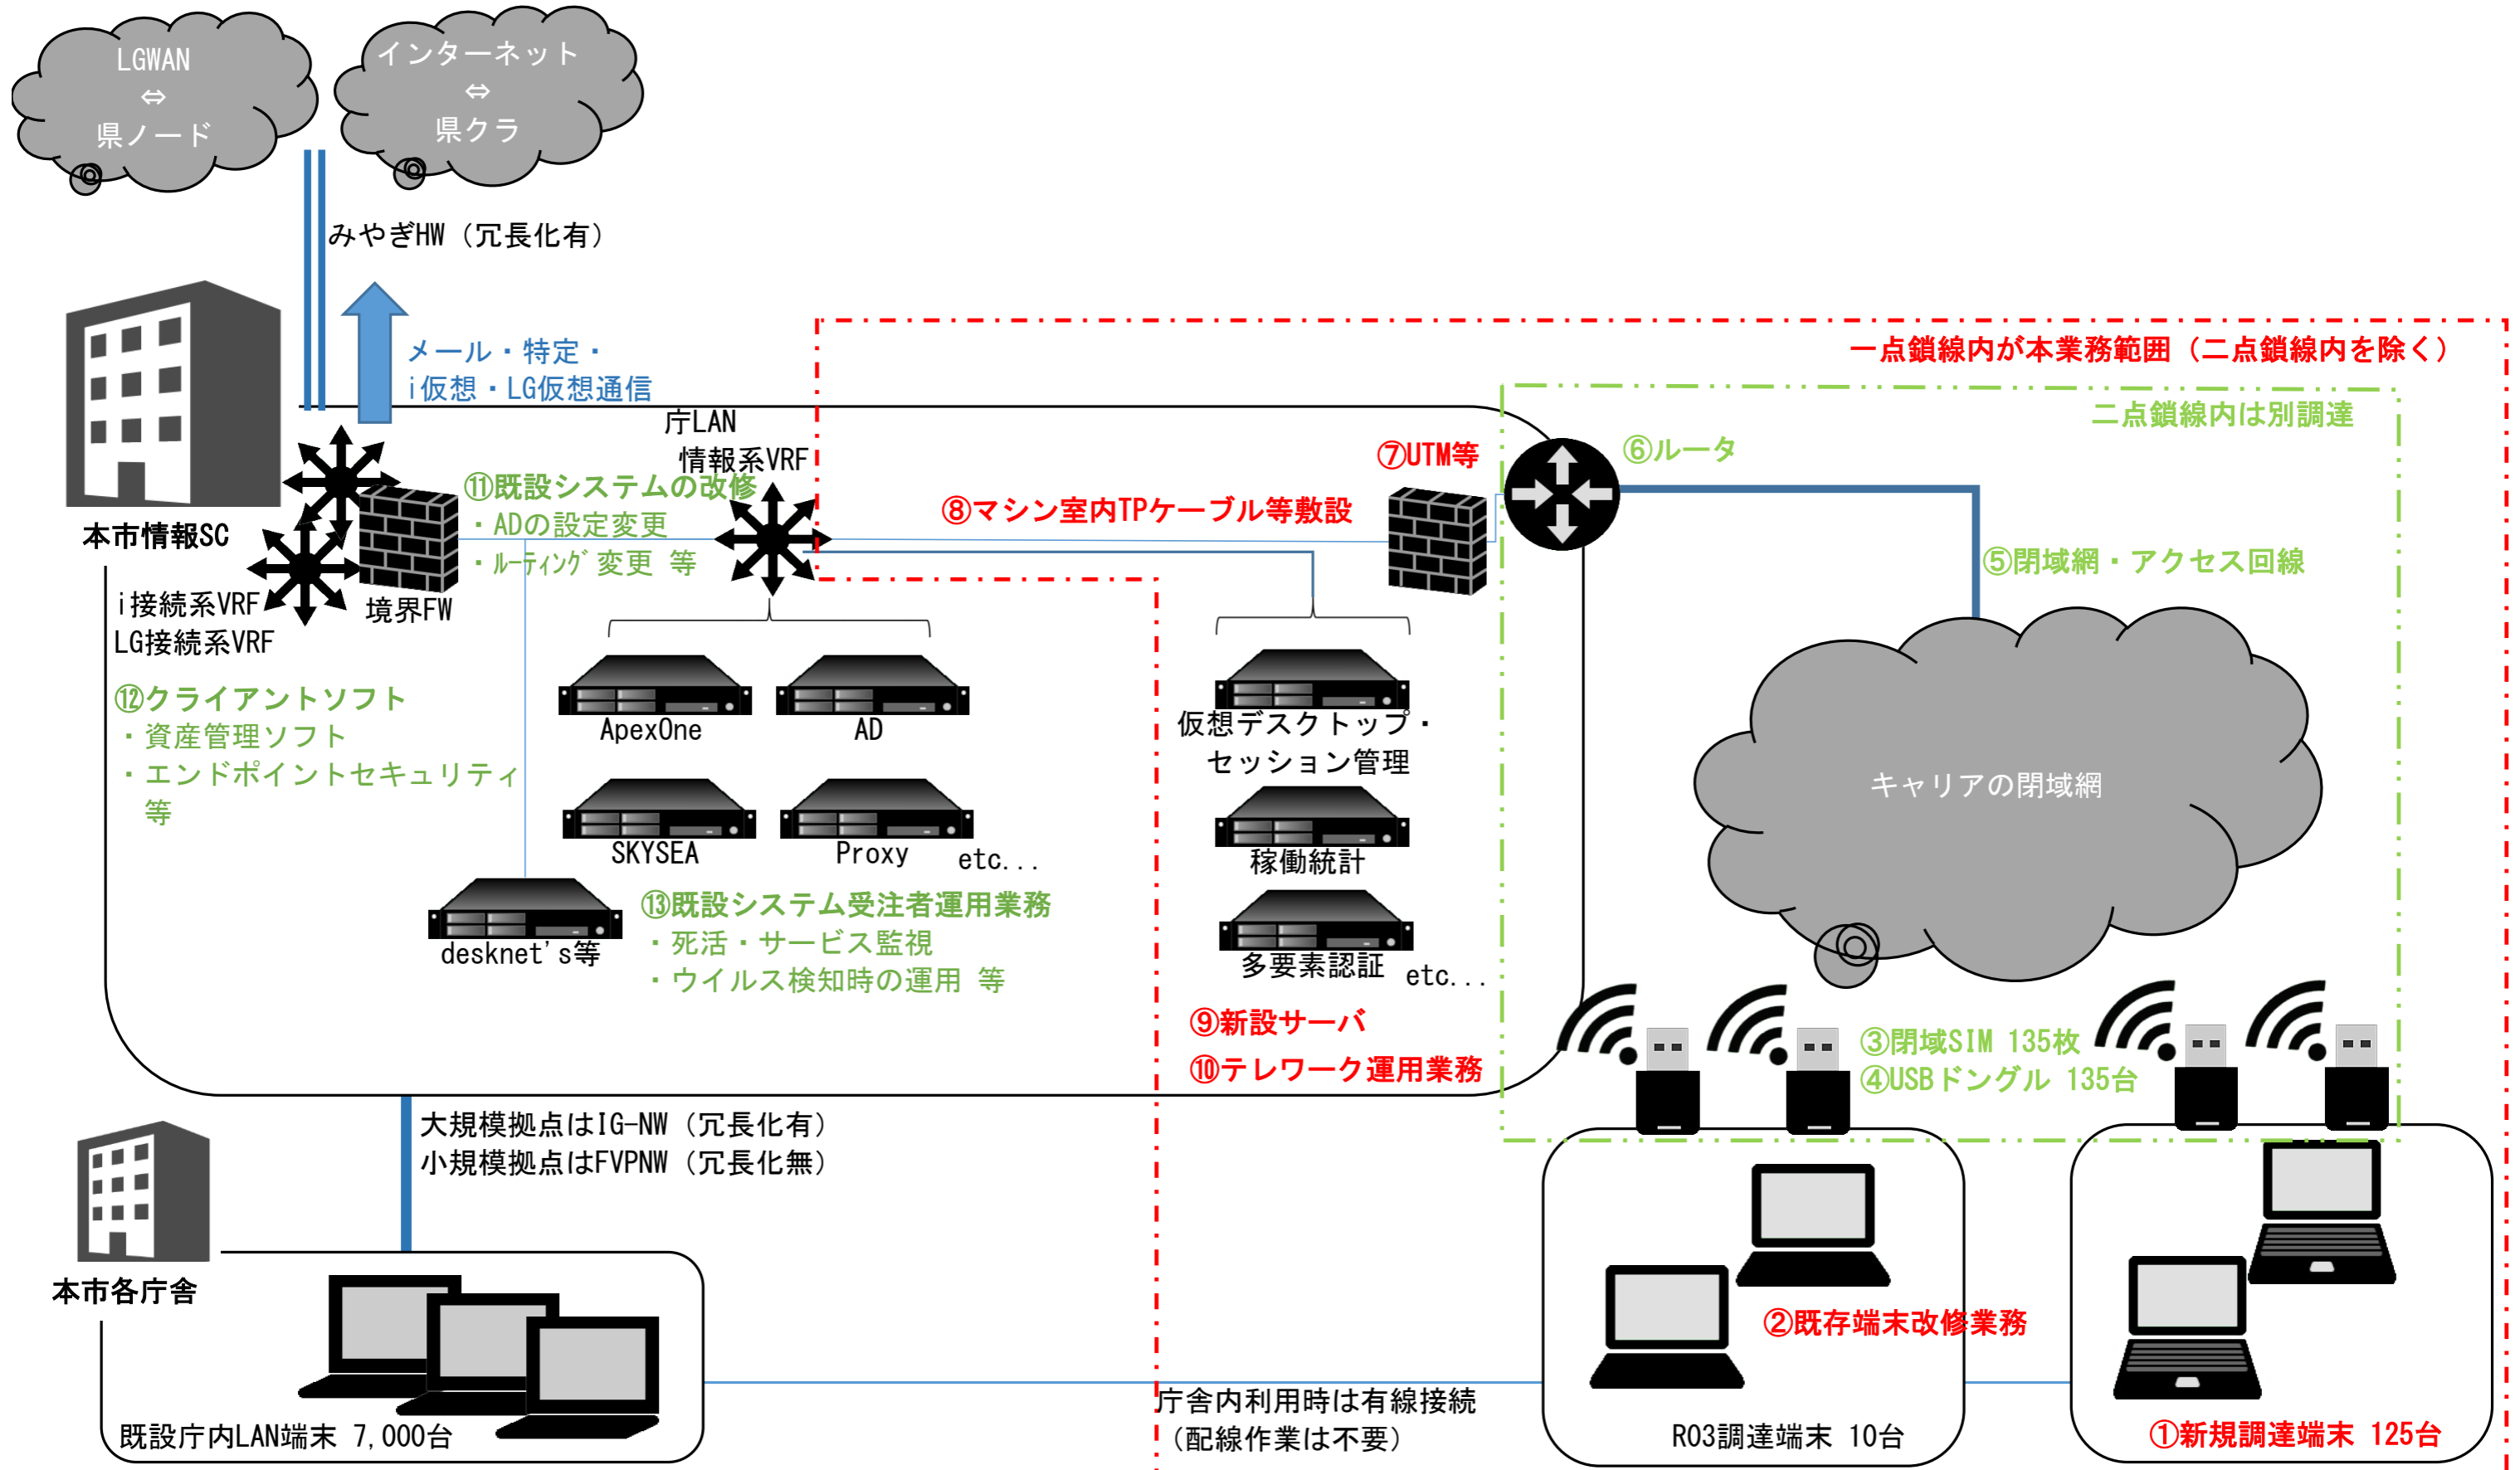 LGWAN
⇔
県ノード
インターネット
⇔
県クラ
みやぎHW（冗長化有）
メール・特定・
i仮想・LG仮想通信
一点鎖線内が本業務範囲（二点鎖線内を除く）
二点鎖線内は別調達
庁LAN
情報系VRF
⑦UTM等
⑥ルータ
本市情報SC
⑪既設システムの改修
・ADの設定変更
・ﾙｰﾃｨﾝｸﾞ変更 等
⑧マシン室内TPケーブル等敷設
⑤閉域網・アクセス回線
i接続系VRF
LG接続系VRF
境界FW
⑫クライアントソフト
・資産管理ソフト
・エンドポイントセキュリティ
等
ApexOne
AD
SKYSEA
Proxy
etc...
desknet's等
⑬既設システム受注者運用業務
・死活・サービス監視
・ウイルス検知時の運用 等
仮想デスクトップ・
セッション管理
稼働統計
多要素認証
etc...
⑨新設サーバ
⑩テレワーク運用業務
キャリアの閉域網
③閉域SIM 135枚
④USBドングル 135台
大規模拠点はIG-NW（冗長化有）
小規模拠点はFVPNW（冗長化無）
本市各庁舎
既設庁内LAN端末 7,000台
庁舎内利用時は有線接続
（配線作業は不要）
②既存端末改修業務
R03調達端末 10台
①新規調達端末 125台